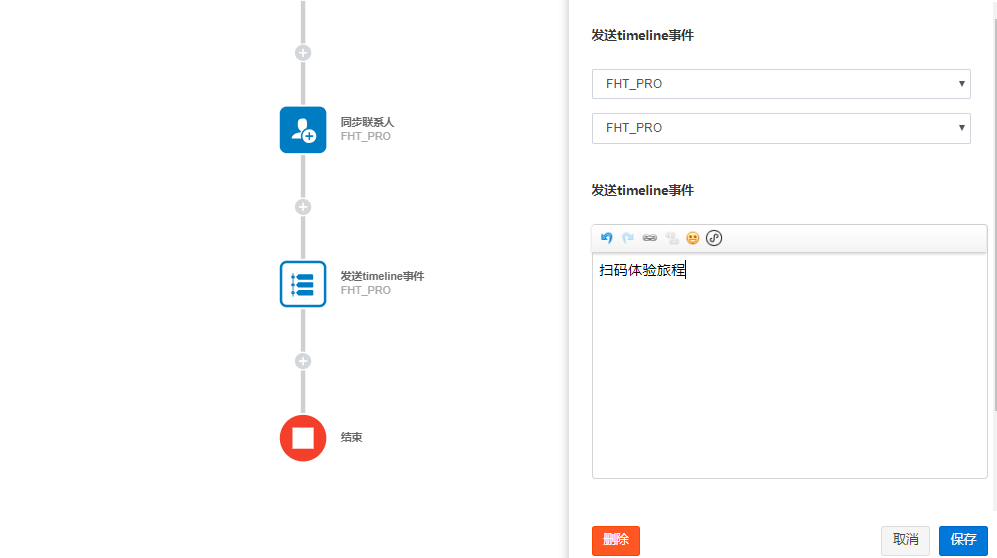 同步联系人
FHT_PRO
发送timeline事件
FHT_PRO
结束
发送timeline事件
FHT_PRO
FHT_PRO
发送timeline事件
扫码体验旅程
删除
取消
保存